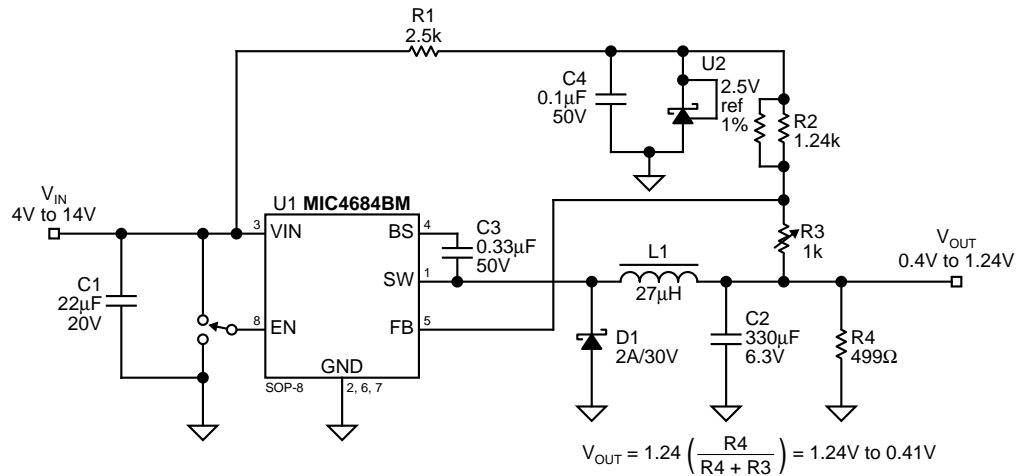 R1
2.5k
C4
0.1µF
50V
U2
2.5V
ref
1%
R2
1.24k
VIN
4V to 14V
U1 MIC4684BM
3 VIN
BS 4
C3
0.33µF
50V
SW 1
R3
1k
L1
27µH
VOUT
0.4V to 1.24V
C1
22µF
20V
8 EN
FB 5
D1
2A/30V
C2
330µF
6.3V
R4
499Ω
GND
SOP-8
2, 6, 7
VOUT = 1.24 (R4 / R4 + R3) = 1.24V to 0.41V